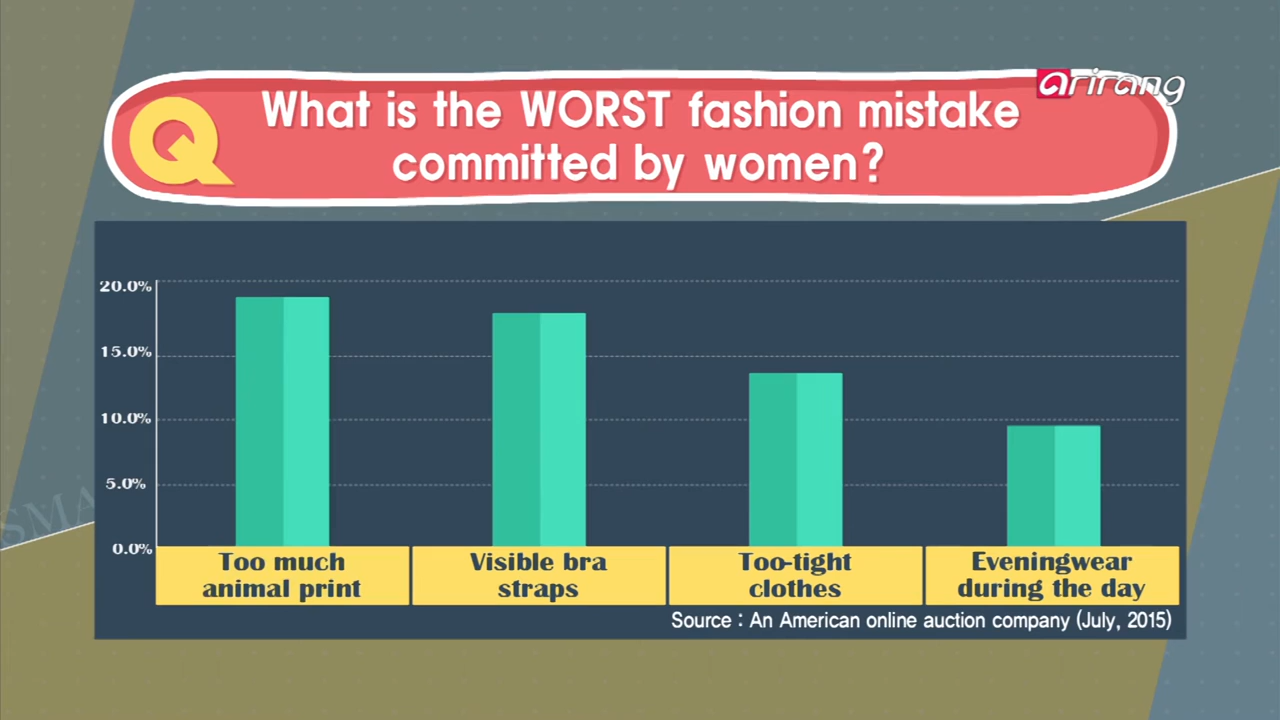 arirang
Q
What is the WORST fashion mistake
committed by women?
20.0%
15.0%
10.0%
5.0%
0.0%
Too much
animal print
Visible bra
straps
Too-tight
clothes
Eveningwear
during the day
Source : An American online auction company (July, 2015)